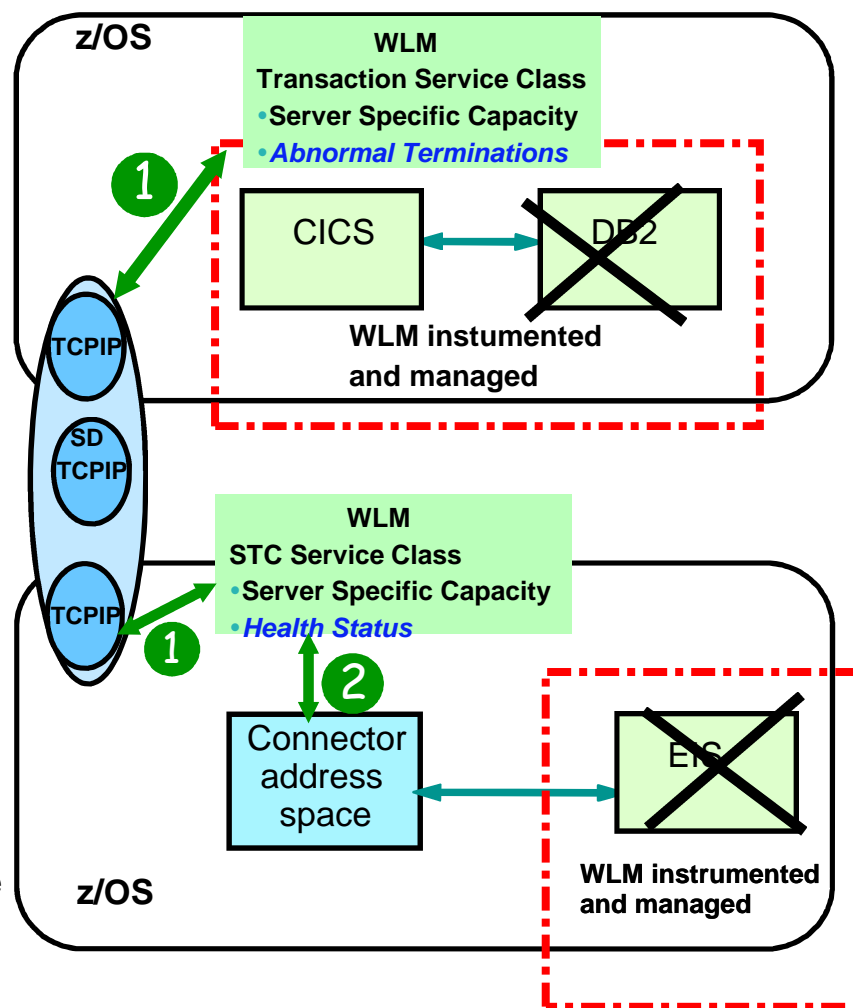 z/OS
WLM
Transaction Service Class
•Server Specific Capacity
•Abnormal Terminations
1
CICS
DB2
WLM instumented
and managed
TCPIP
SD
TCPIP
TCPIP
WLM
STC Service Class
•Server Specific Capacity
•Health Status
1
2
Connector
address
space
EIS
WLM instrumented
and managed
z/OS